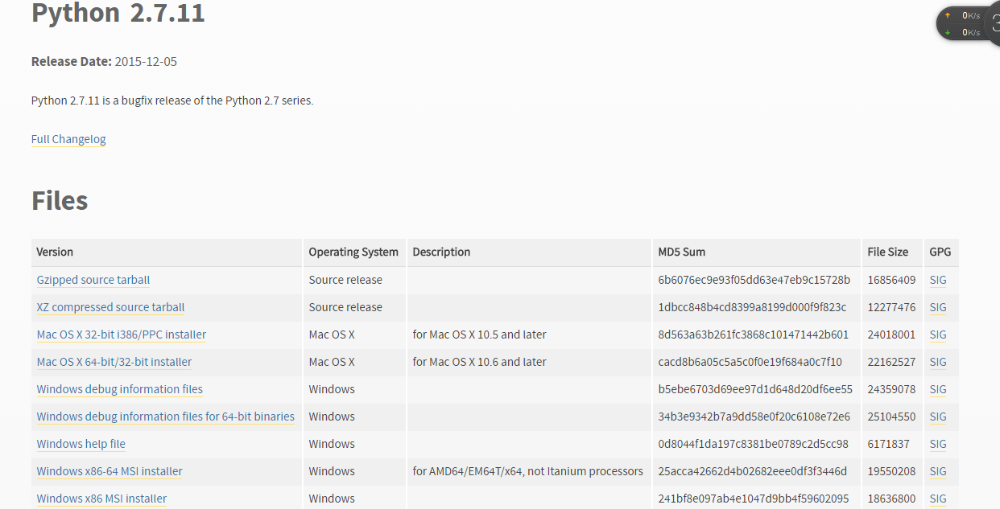 Python 2.7.11
0K/s
3
0K/s
Release Date: 2015-12-05
Python 2.7.11 is a bugfix release of the Python 2.7 series.
Full Changelog
Files
Version Operating System Description MD5 Sum File Size GPG
Gzipped source tarball Source release 6b6076ec9e93f05dd63e47eb9c15728b 16856409 SIG
XZ compressed source tarball Source release 1dbcc848b4cd8399a8199d000f9f823c 12277476 SIG
Mac OS X 32-bit i386/PPC installer Mac OS X for Mac OS X 10.5 and later 8d563a63b261fc3868c101471442b601 24018001 SIG
Mac OS X 64-bit/32-bit installer Mac OS X for Mac OS X 10.6 and later cacd8b6a05c5a5c0f0e19f684a0c7f10 22162527 SIG
Windows debug information files Windows b5ebe6703d69ee97d1d648d20df6ee55 24359078 SIG
Windows debug information files for 64-bit binaries Windows 34b3e9342b7a9dd58e0f20c6108e72e6 25104550 SIG
Windows help file Windows 0d8044f1da197c8381be0789c2d5cc98 6171837 SIG
Windows x86-64 MSI installer Windows for AMD64/EM64T/x64, not Itanium processors 25acca42662d4b02682eee0df3f3446d 19550208 SIG
Windows x86 MSI installer Windows 241bf8e097ab4e1047d9bb4f59602095 18636800 SIG